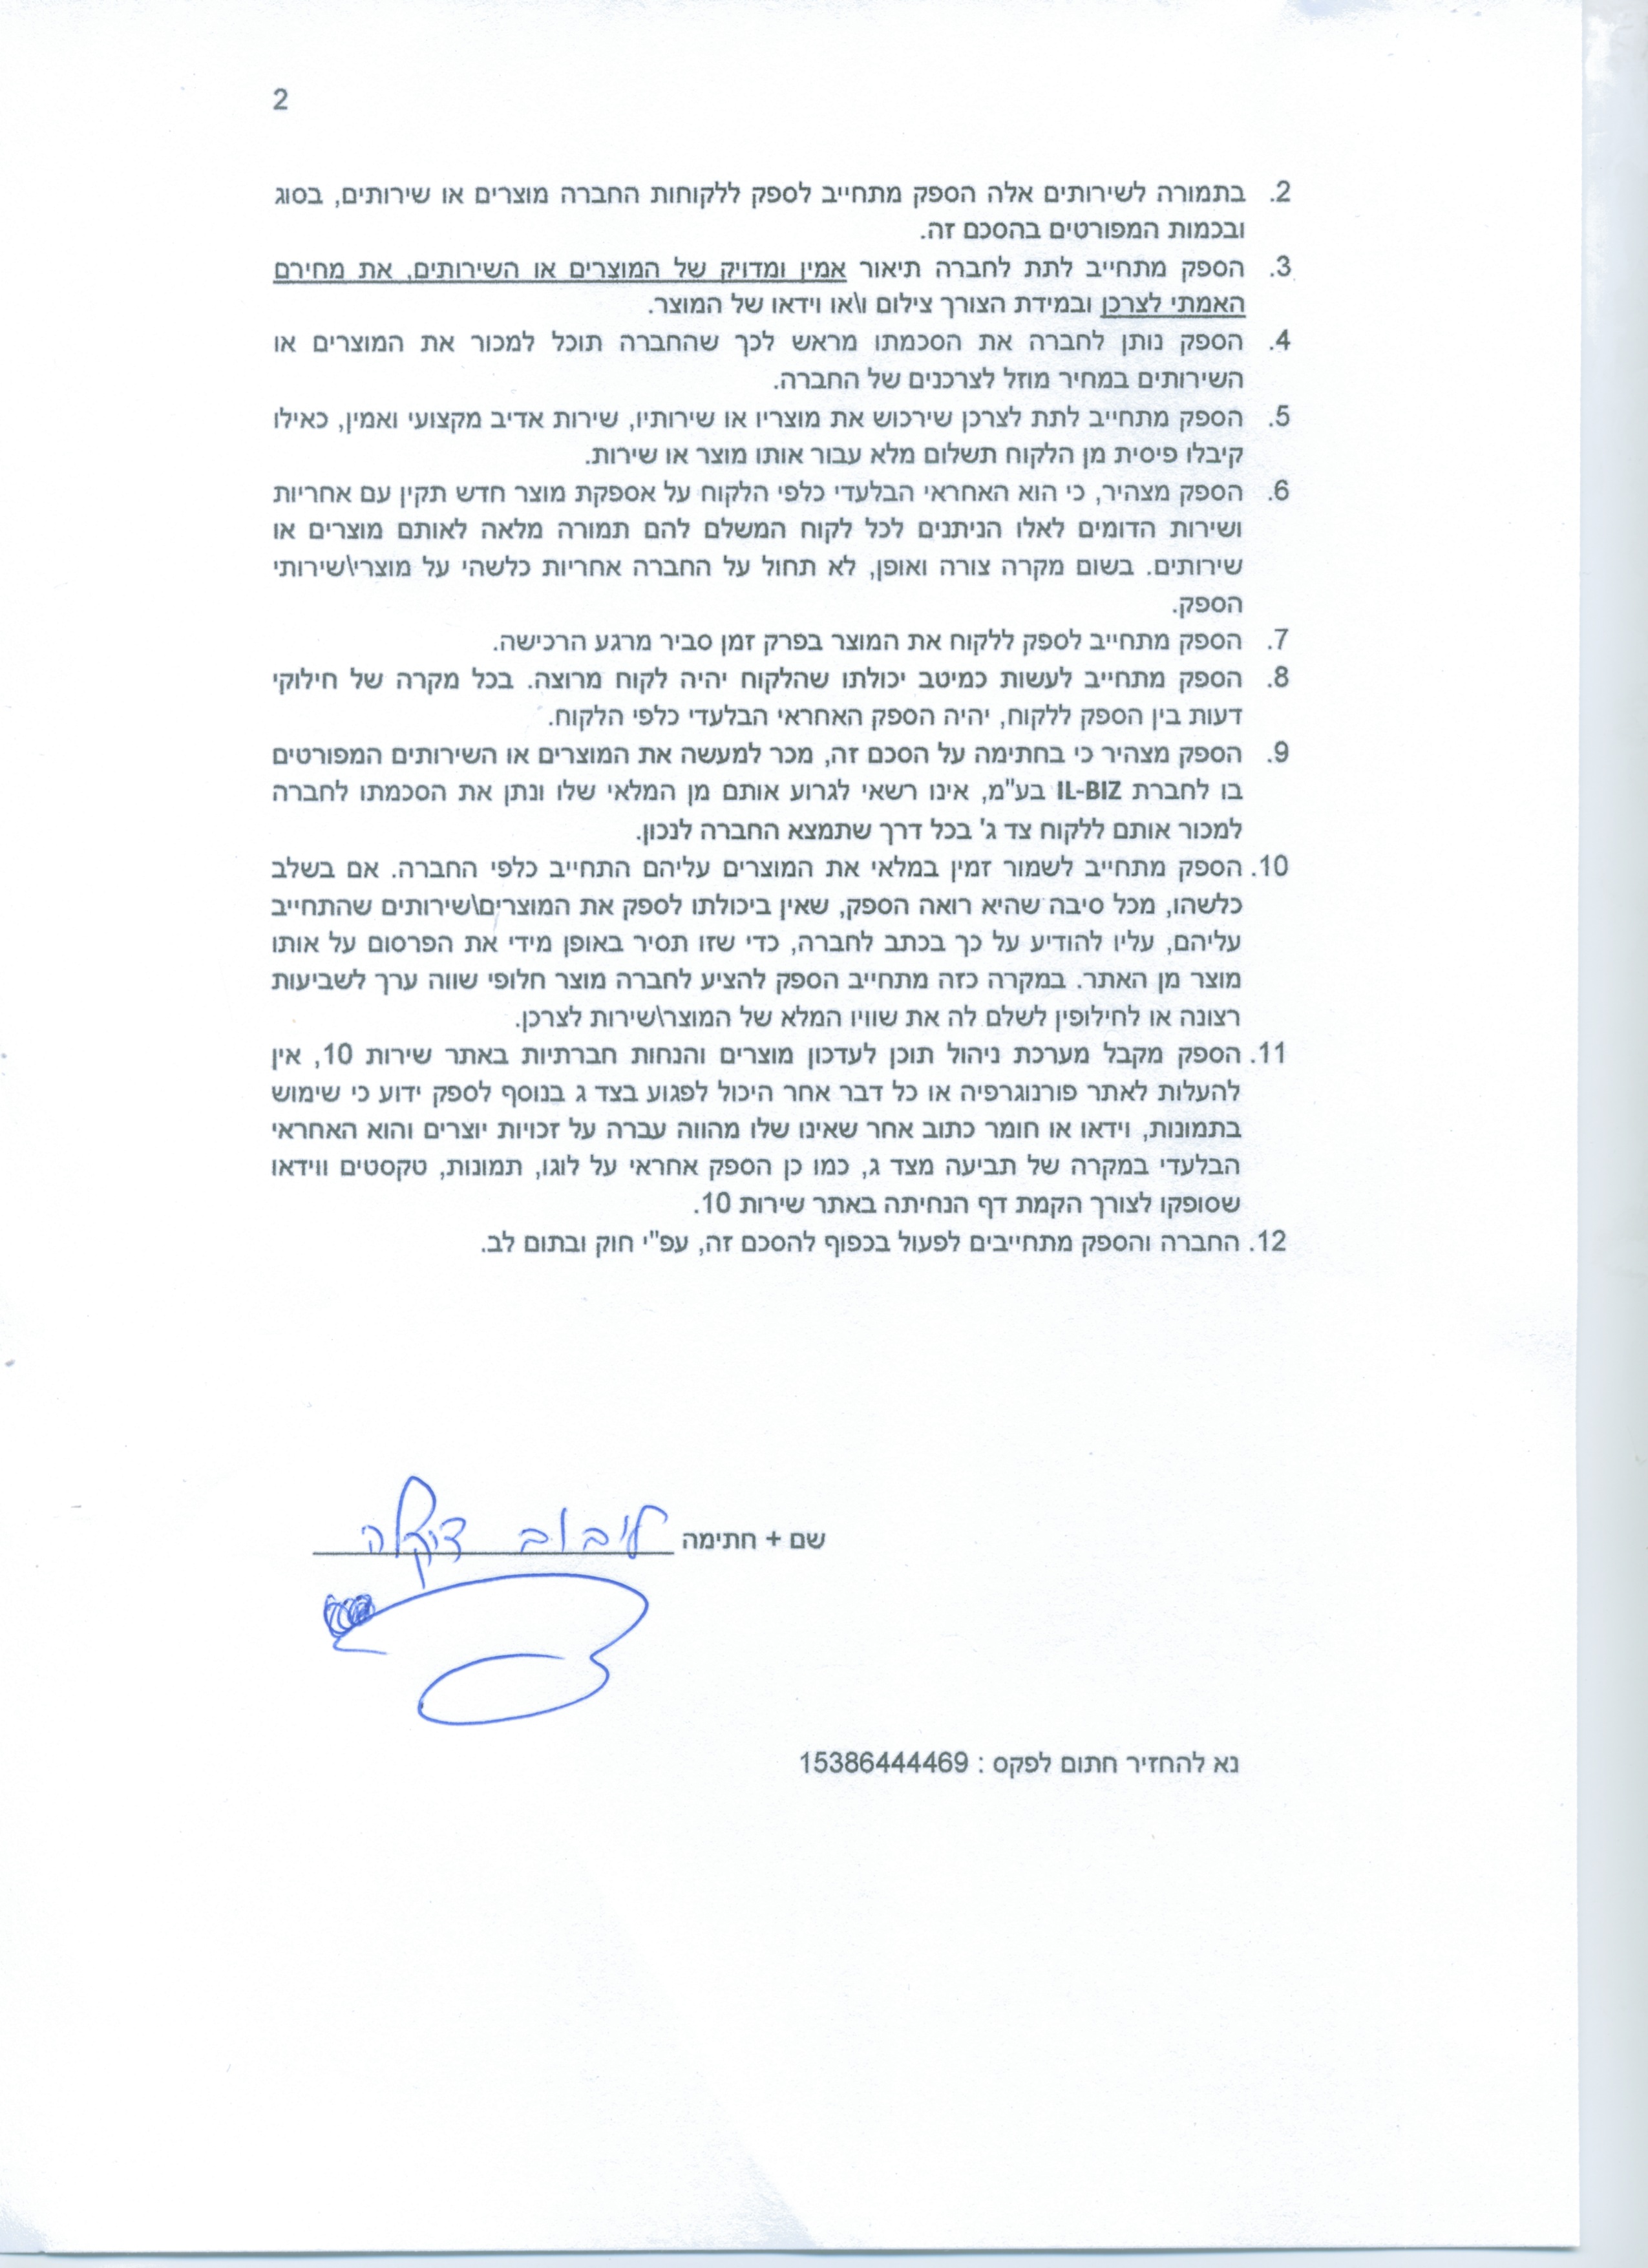 2
2. בתמורה לשירותים אלה הספק מתחייב לספק ללקוחות החברה מוצרים או שירותים, בסוג
ובכמות המפורטים בהסכם זה.
3. הספק מתחייב לתת לחברה תיאור אמין ומדויק של המוצרים או השירותים, את מחירם
האמתי לצרכן ובמידת הצורך צילום ו\או וידאו של המוצר.
4. הספק נותן לחברה את הסכמתו מראש לכך שהחברה תוכל למכור את המוצרים או
השירותים במחיר מוזל לצרכנים של החברה.
5. הספק מתחייב לתת לצרכן שירכוש את מוצריו או שירותיו, שירות אדיב מקצועי ואמין, כאילו
קיבלו פיסית מן הלקוח תשלום מלא עבור אותו מוצר או שירות.
6. הספק מצהיר, כי הוא האחראי הבלעדי כלפי הלקוח על אספקת מוצר חדש תקין עם אחריות
ושירות הדומים לאלו הניתנים לכל לקוח המשלם להם תמורה מלאה לאותם מוצרים או
שירותים. בשום מקרה צורה ואופן, לא תחול על החברה אחריות כלשהי על מוצרי\שירותי
הספק.
7. הספק מתחייב לספק ללקוח את המוצר בפרק זמן סביר מרגע הרכישה.
8. הספק מתחייב לעשות כמיטב יכולתו שהלקוח יהיה לקוח מרוצה. בכל מקרה של חילוקי
דעות בין הספק ללקוח, יהיה הספק האחראי הבלעדי כלפי הלקוח.
9. הספק מצהיר כי בחתימה על הסכם זה, מכר למעשה את המוצרים או השירותים המפורטים
בו לחברת IL-BIZ בע"מ, אינו רשאי לגרוע אותם מן המלאי שלו ונתן את הסכמתו לחברה
למכור אותם ללקוח צד ג' בכל דרך שתמצא החברה לנכון.
10. הספק מתחייב לשמור זמין במלאי את המוצרים עליהם התחייב כלפי החברה. אם בשלב
כלשהו, מכל סיבה שהיא רואה הספק, שאין ביכולתו לספק את המוצרים\שירותים שהתחייב
עליהם, עליו להודיע על כך בכתב לחברה, כדי שזו תסיר באופן מידי את הפרסום על אותו
מוצר מן האתר. במקרה כזה מתחייב הספק להציע לחברה מוצר חלופי שווה ערך לשביעות
רצונה או לחילופין לשלם לה את שוויו המלא של המוצר\שירות לצרכן.
11. הספק מקבל מערכת ניהול תוכן לעדכון מוצרים והנחות חברתיות באתר שירות 10, אין
להעלות לאתר פורנוגרפיה או כל דבר אחר היכול לפגוע בצד ג בנוסף לספק ידוע כי שימוש
בתמונות, וידאו או חומר כתוב אחר שאינו שלו מהווה עברה על זכויות יוצרים והוא האחראי
הבלעדי במקרה של תביעה מצד ג, כמו כן הספק אחראי על לוגו, תמונות, טקסטים ווידאו
שסופקו לצורך הקמת דף הנחיתה באתר שירות 10.
12. החברה והספק מתחייבים לפעול בכפוף להסכם זה, עפ"י חוק ובתום לב.
שם + חתימה ליבוב דקלה
נא להחזיר חתום לפקס : 15386444469